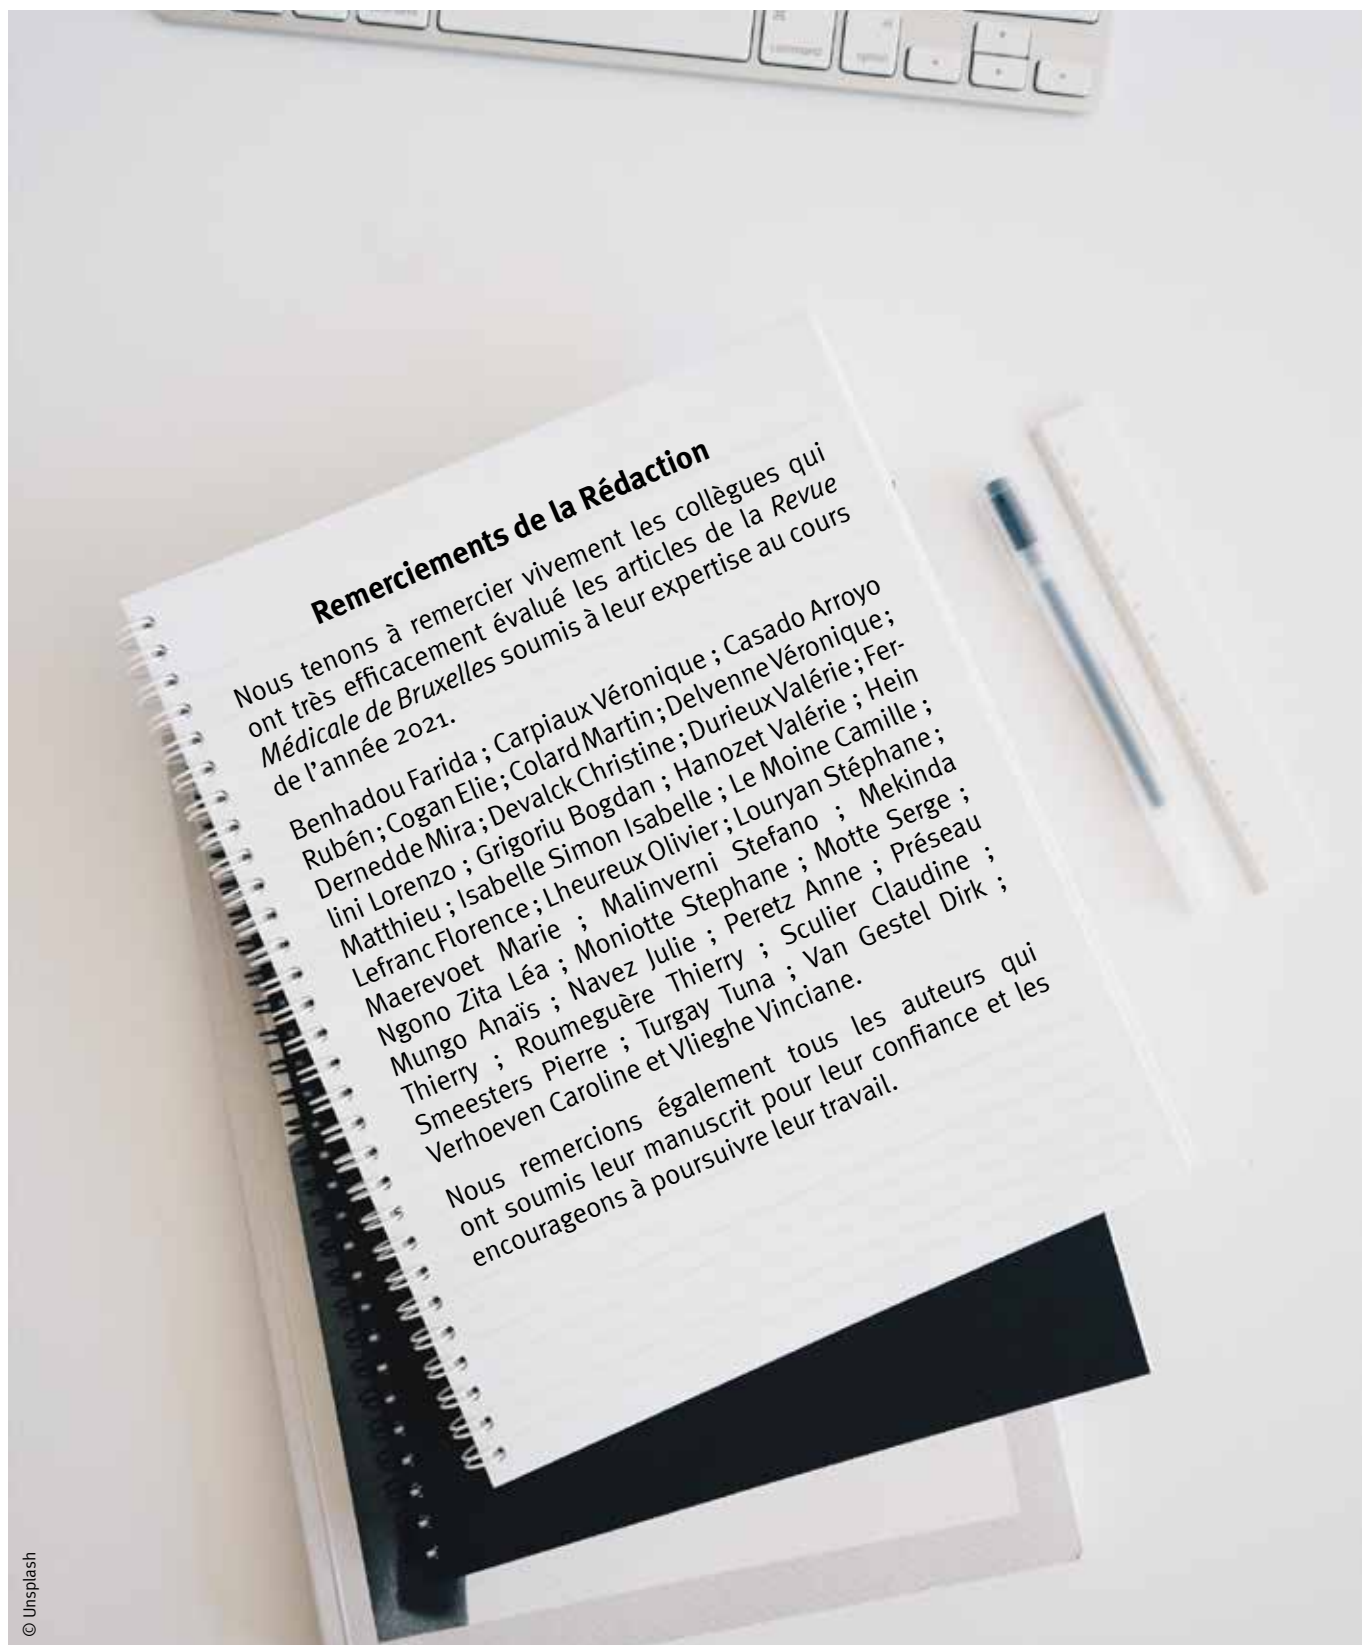 command
option
Remerciements de la Rédaction
Nous tenons à remercier vivement les collègues qui
ont très efficacement évalué les articles de la Revue
Médicale de Bruxelles soumis à leur expertise au cours
de l'année 2021.
Benhadou Farida ; Carpiaux Véronique ; Casado Arroyo
Rubén ; Cogan Elie ; Colard Martin ; Delvenne Véronique ;
Dernedde Mira ; Devalck Christine ; Durieux Valérie ; Fer-
lini Lorenzo ; Grigoriu Bogdan ; Hanozet Valérie ; Hein
Matthieu ; Isabelle Simon Isabelle ; Le Moine Camille ;
Lefranc Florence ; Lheureux Olivier ; Louryan Stéphane ;
Maerevoet Marie ; Malinverni Stefano ; Mekinda
Ngono Zita Léa ; Moniotte Stephane ; Motte Serge ;
Mungo Anaïs ; Navez Julie ; Peretz Anne ; Préseau
Thierry ; Roumeguère Thierry ; Sculier Claudine ;
Smeesters Pierre ; Turgay Tuna ; Van Gestel Dirk ;
Verhoeven Caroline et Vlieghe Vinciane.
Nous remercions également tous les auteurs qui
ont soumis leur manuscrit pour leur confiance et les
encourageons à poursuivre leur travail.
© Unsplash